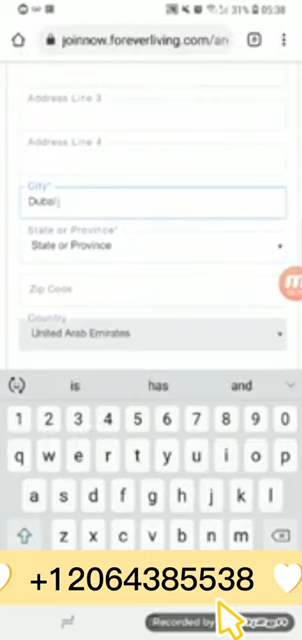 31% 05:38
joinnow.foreverliving.com/are
Address Line 3
Address Line 4
City*
Dubai
State or Province*
State or Province
Zip Code
Country
United Arab Emirates
is has and
1 2 3 4 5 6 7 8 9 0
q w e r t y u i o p
a s d f g h j k l
z x c v b n m
+12064385538
Recorded by